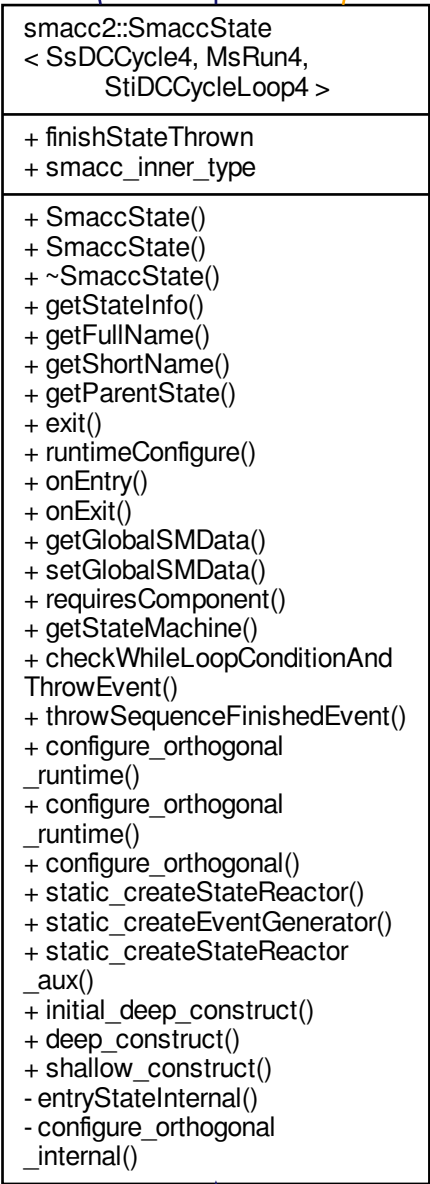 smacc2::SmaccState
< SsDCCycle4, MsRun4,
StiDCCycleLoop4 >
+ finishStateThrown
+ smacc_inner_type
+ SmaccState()
+ SmaccState()
+ ~SmaccState()
+ getStateInfo()
+ getFullName()
+ getShortName()
+ getParentState()
+ exit()
+ runtimeConfigure()
+ onEntry()
+ onExit()
+ getGlobalSMData()
+ setGlobalSMData()
+ requiresComponent()
+ getStateMachine()
+ checkWhileLoopConditionAnd
ThrowEvent()
+ throwSequenceFinishedEvent()
+ configure_orthogonal
_runtime()
+ configure_orthogonal
_runtime()
+ configure_orthogonal()
+ static_createStateReactor()
+ static_createEventGenerator()
+ static_createStateReactor
_aux()
+ initial_deep_construct()
+ deep_construct()
+ shallow_construct()
- entryStateInternal()
- configure_orthogonal
_internal()